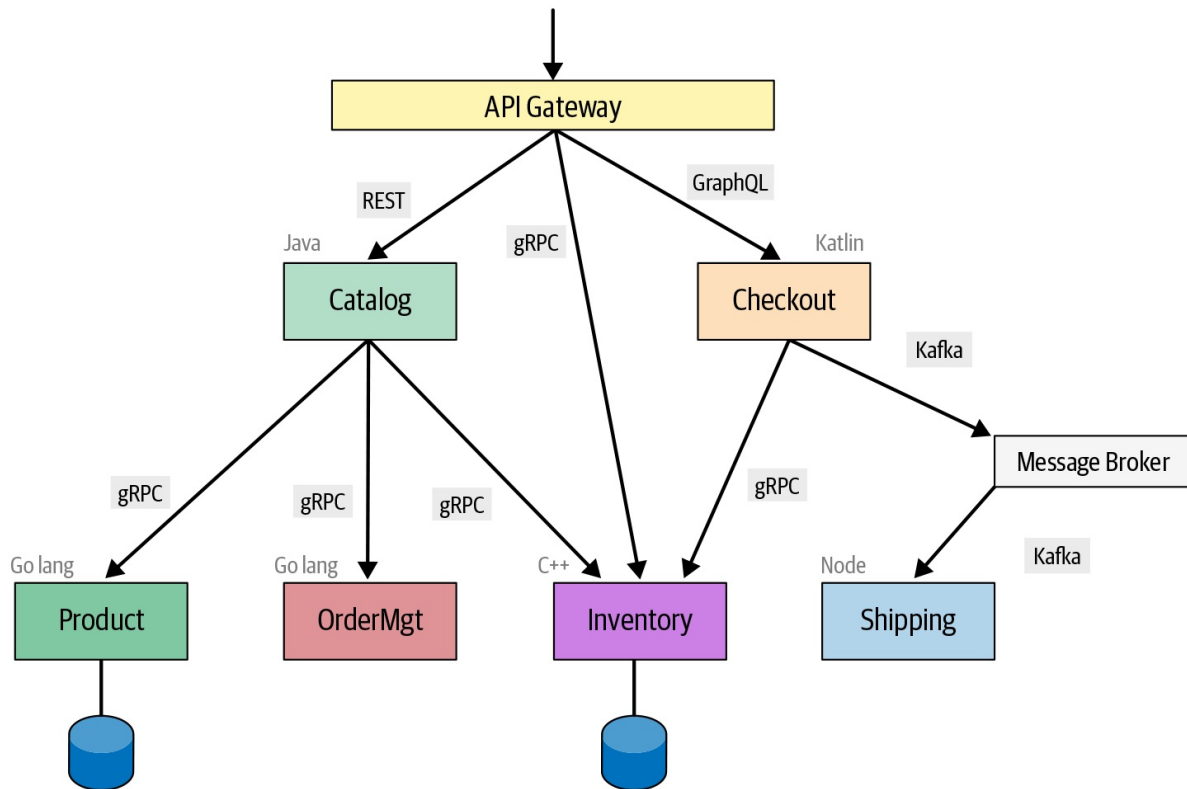 API Gateway
REST
GraphQL
gRPC
Java
Katlin
Catalog
Checkout
Kafka
Message Broker
gRPC
gRPC
gRPC
gRPC
Kafka
Go lang
Go lang
C++
Node
Product
OrderMgt
Inventory
Shipping